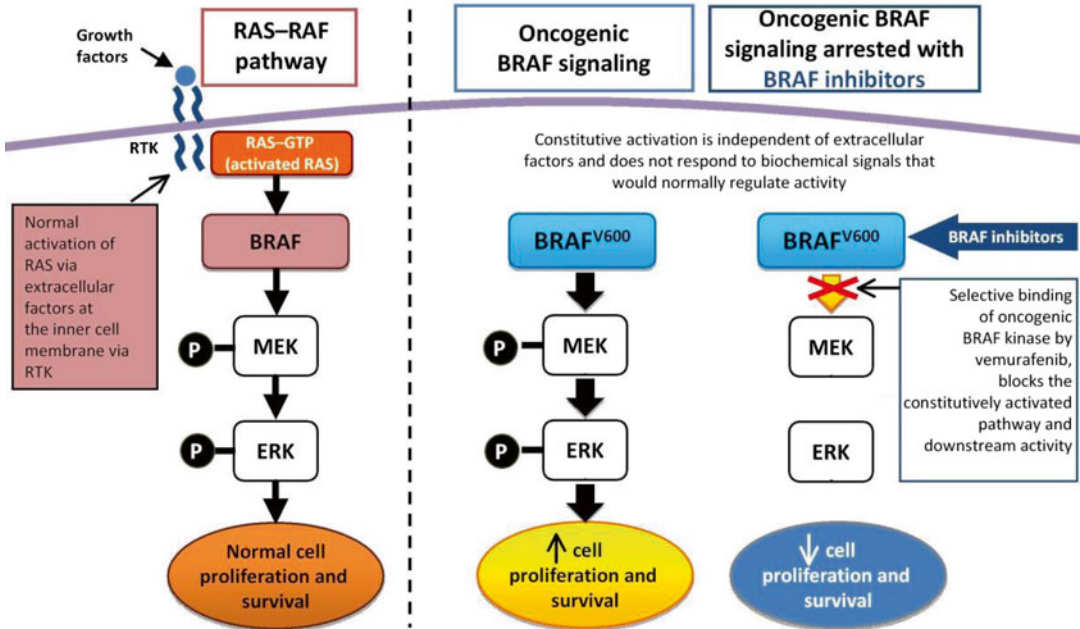 Growth
factors
RAS–RAF
pathway
RTK
RAS–GTP
(activated RAS)
Normal
activation of
RAS via
extracellular
factors at
the inner cell
membrane via
RTK
BRAF
P
MEK
P
ERK
Normal cell
proliferation and
survival
Oncogenic
BRAF signaling
Oncogenic BRAF
signaling arrested with
BRAF inhibitors
Constitutive activation is independent of extracellular
factors and does not respond to biochemical signals that
would normally regulate activity
BRAFV600
P
MEK
P
ERK
↑ cell
proliferation and
survival
BRAFV600
BRAF inhibitors
Selective binding
of oncogenic
BRAF kinase by
vemurafenib,
blocks the
constitutively activated
pathway and
downstream activity
MEK
ERK
↓ cell
proliferation and
survival